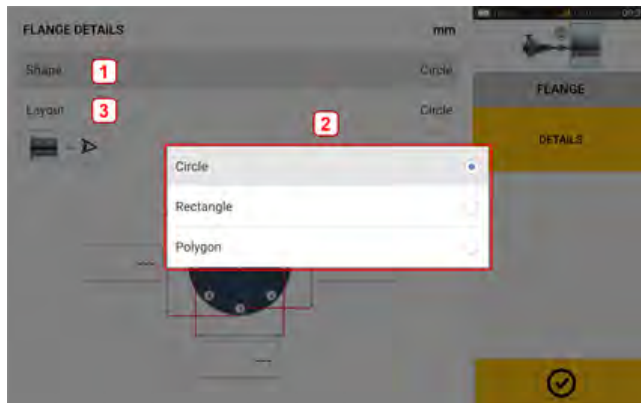 FLANGE DETAILS mm
Shape 1 Circle
Layout 3 Circle
2
Circle
Rectangle
Polygon
----
----
FLANGE
DETAILS